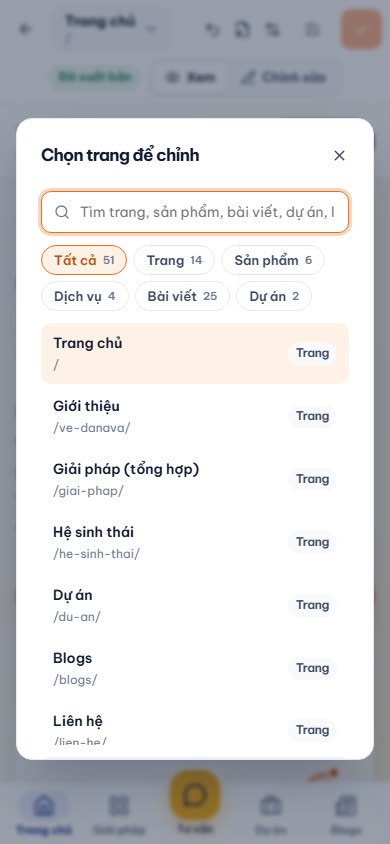 Trang chủ
/
Đã xuất bản
Xem
Chỉnh sửa
Chọn trang để chỉnh
Tìm trang, sản phẩm, bài viết, dự án, l
Tất cả 51
Trang 14
Sản phẩm 6
Dịch vụ 4
Bài viết 25
Dự án 2
Trang chủ
/
Trang
Giới thiệu
/ve-danava/
Trang
Giải pháp (tổng hợp)
/giai-phap/
Trang
Hệ sinh thái
/he-sinh-thai/
Trang
Dự án
/du-an/
Trang
Blogs
/blogs/
Trang
Liên hệ
/lien-he/
Trang
Trang chủ
Giải pháp
Tư vấn
Dự án
Blogs